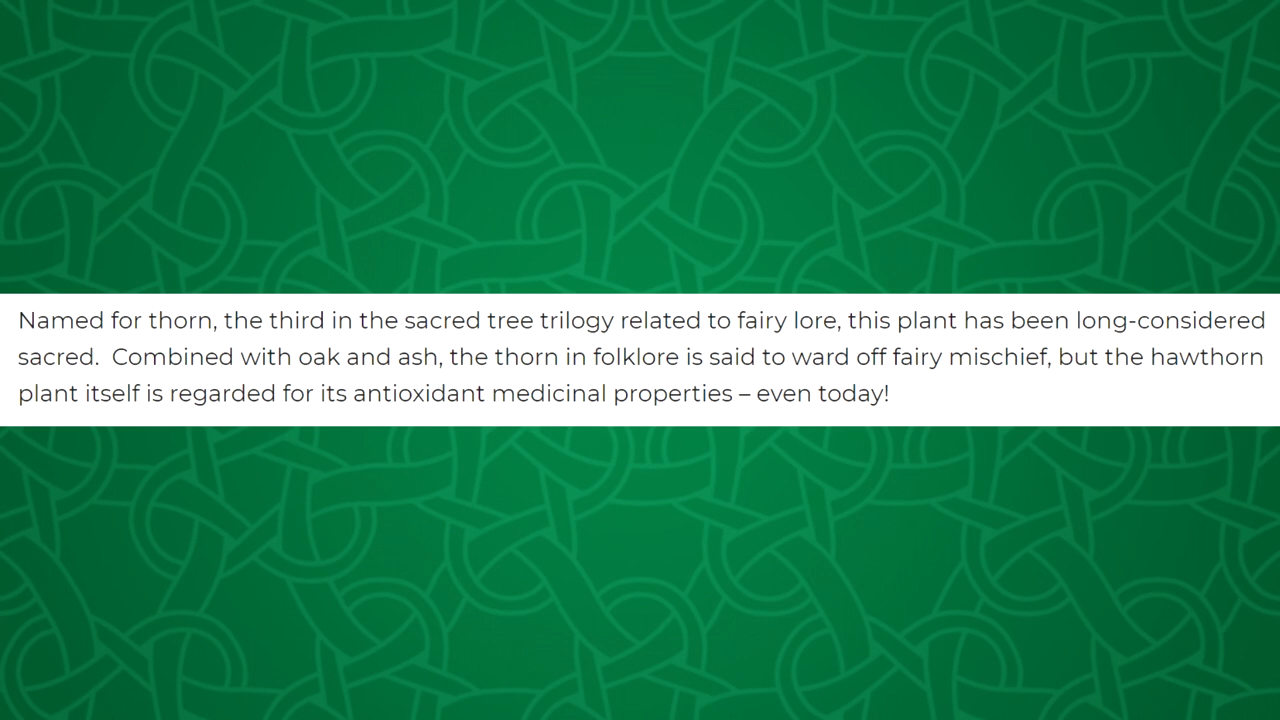 Named for thorn, the third in the sacred tree trilogy related to fairy lore, this plant has been long-considered
sacred.  Combined with oak and ash, the thorn in folklore is said to ward off fairy mischief, but the hawthorn
plant itself is regarded for its antioxidant medicinal properties – even today!